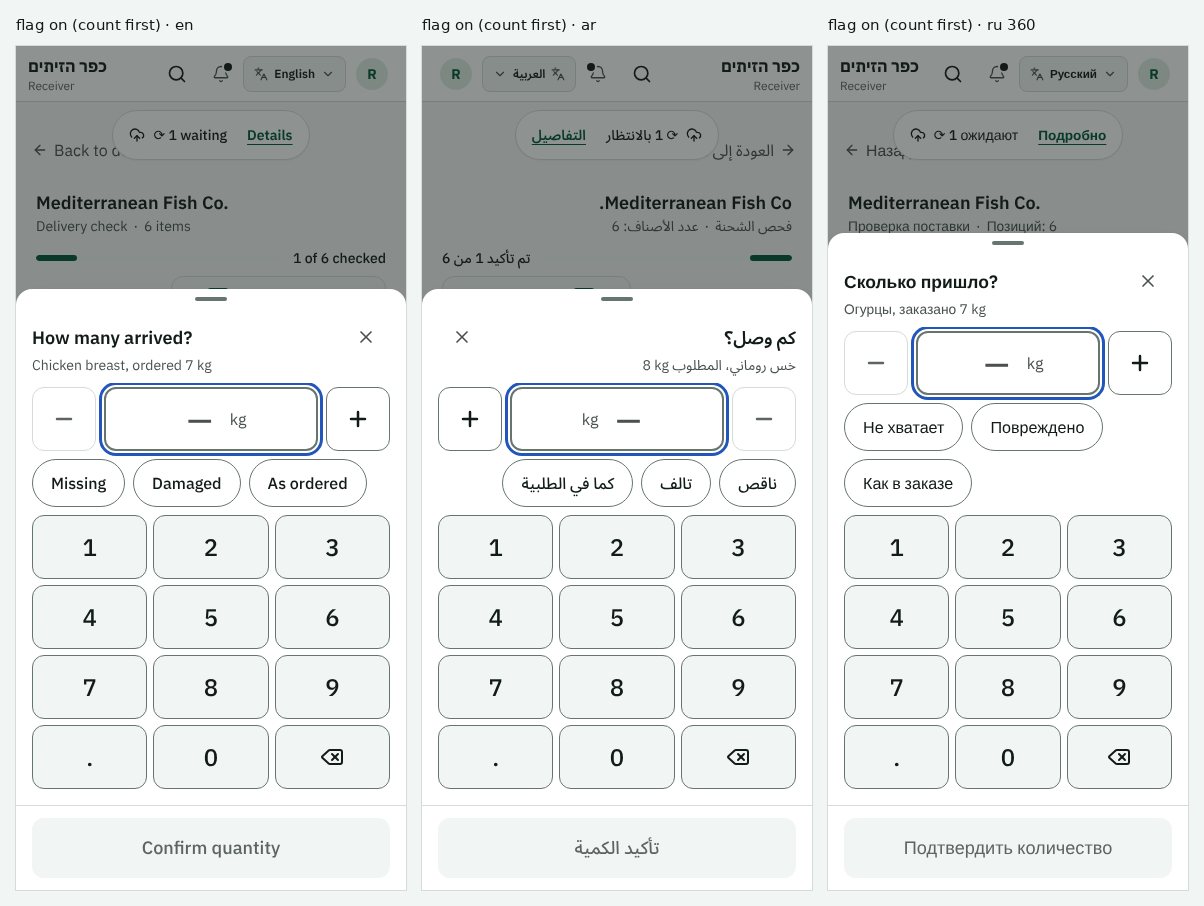 flag on (count first) · en
כפר הזיתים
Receiver
English
R
⟳ 1 waiting
Details
← Back to d
Mediterranean Fish Co.
Delivery check · 6 items
1 of 6 checked
How many arrived?
Chicken breast, ordered 7 kg
− — kg +
Missing
Damaged
As ordered
1 2 3
4 5 6
7 8 9
. 0
Confirm quantity
flag on (count first) · ar
כפר הזיתים
Receiver
العربية
R
⟳ 1 بالانتظار
التفاصيل
العودة إلى
Mediterranean Fish Co.
فحص الشحنة · عدد الأصناف: 6
تم تأكيد 1 من 6
كم وصل؟
خس روماني، المطلوب 8 kg
+ kg — −
ناقص
تالف
كما في الطلبية
1 2 3
4 5 6
7 8 9
. 0
تأكيد الكمية
flag on (count first) · ru 360
כפר הזיתים
Receiver
Русский
R
⟳ 1 ожидают
Подробно
← Наза
Mediterranean Fish Co.
Проверка поставки · Позиций: 6
Сколько пришло?
Огурцы, заказано 7 kg
− — kg +
Не хватает
Повреждено
Как в заказе
1 2 3
4 5 6
7 8 9
. 0
Подтвердить количество